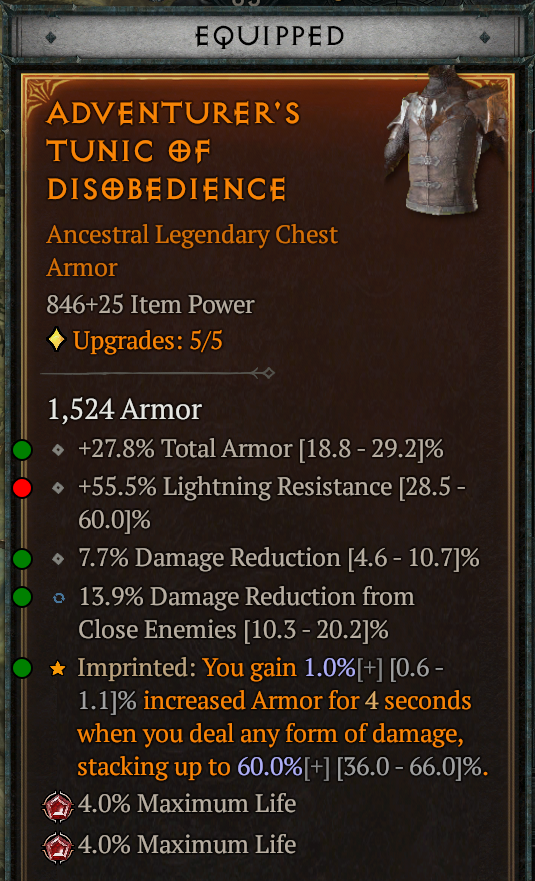 EQUIPPED
ADVENTURER'S
TUNIC OF
DISOBEDIENCE
Ancestral Legendary Chest
Armor
846+25 Item Power
Upgrades: 5/5
1,524 Armor
+27.8% Total Armor [18.8 - 29.2]%
+55.5% Lightning Resistance [28.5 -
60.0]%
7.7% Damage Reduction [4.6 - 10.7]%
13.9% Damage Reduction from
Close Enemies [10.3 - 20.2]%
Imprinted: You gain 1.0%[+] [0.6 -
1.1]% increased Armor for 4 seconds
when you deal any form of damage,
stacking up to 60.0%[+] [36.0 - 66.0]%.
4.0% Maximum Life
4.0% Maximum Life